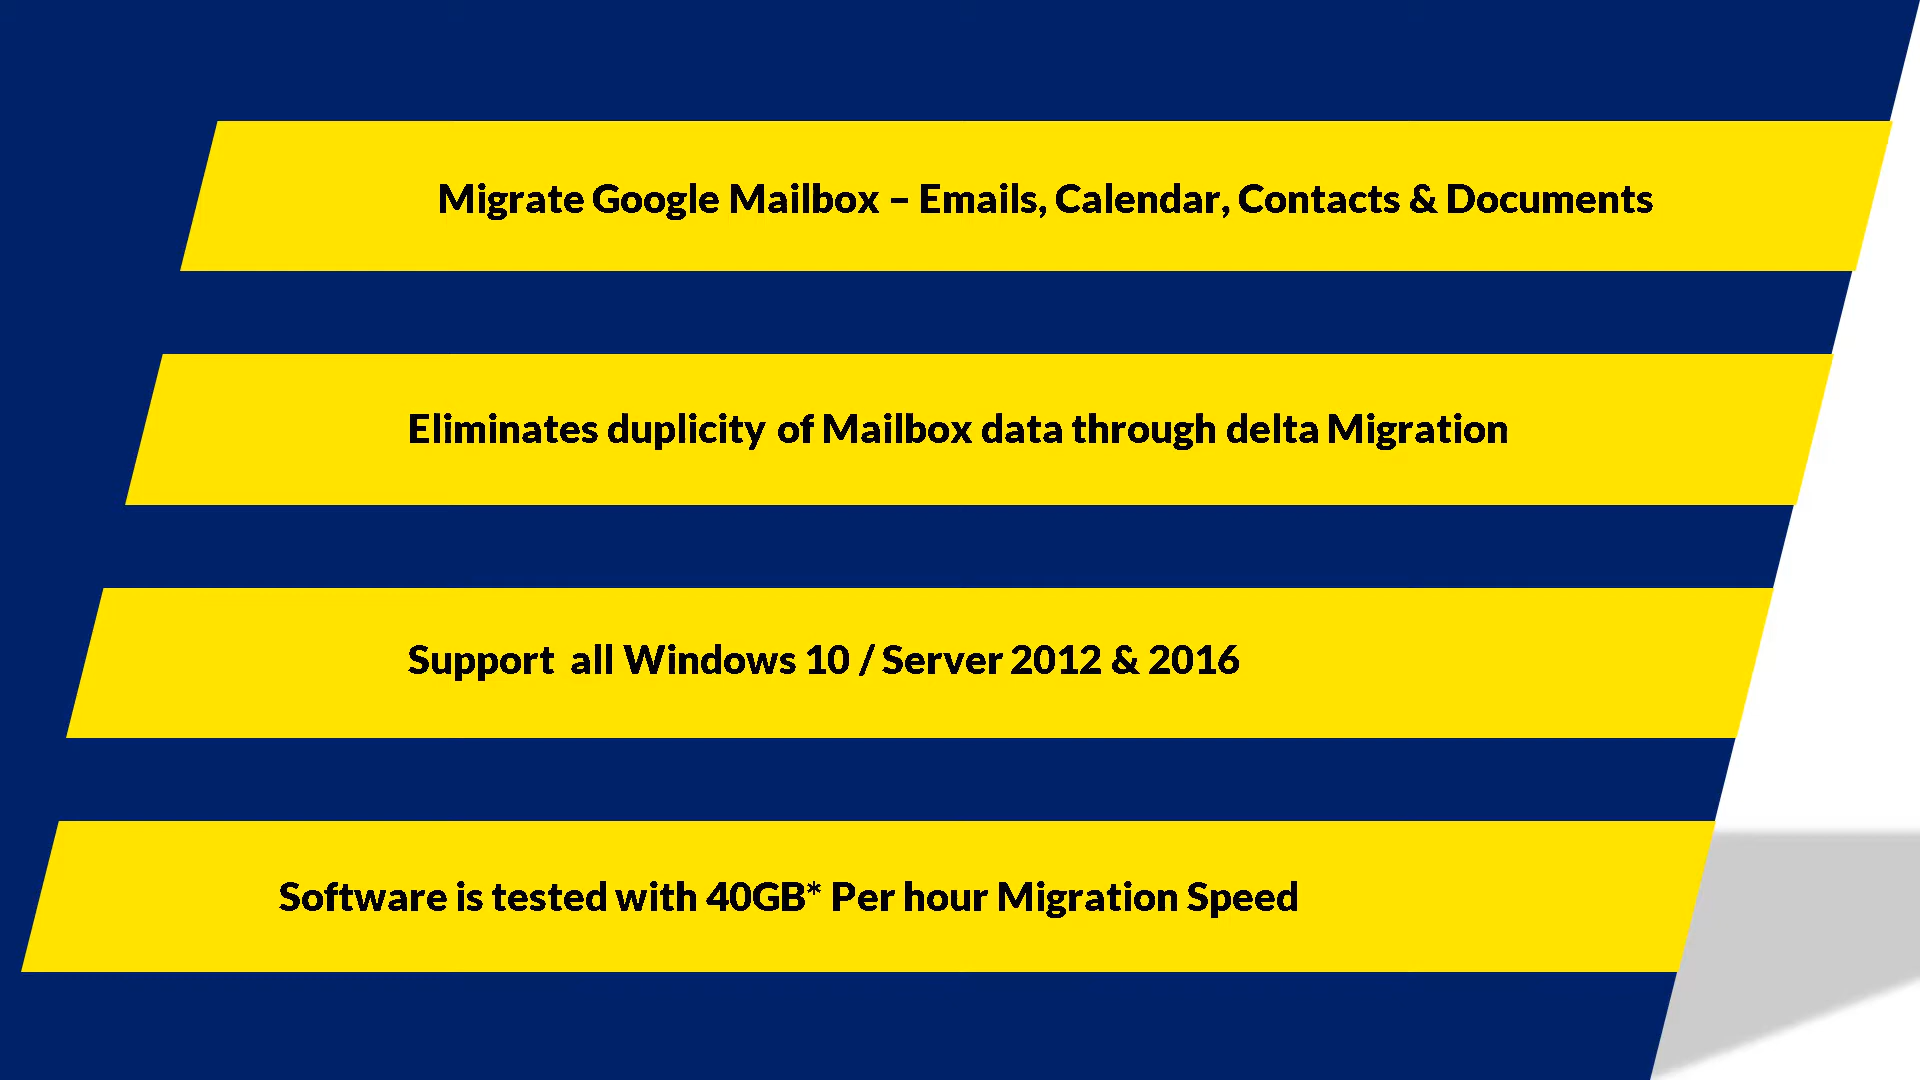 Migrate Google Mailbox – Emails, Calendar, Contacts & Documents
Eliminates duplicity of Mailbox data through delta Migration
Support all Windows 10 / Server 2012 & 2016
Software is tested with 40GB* Per hour Migration Speed